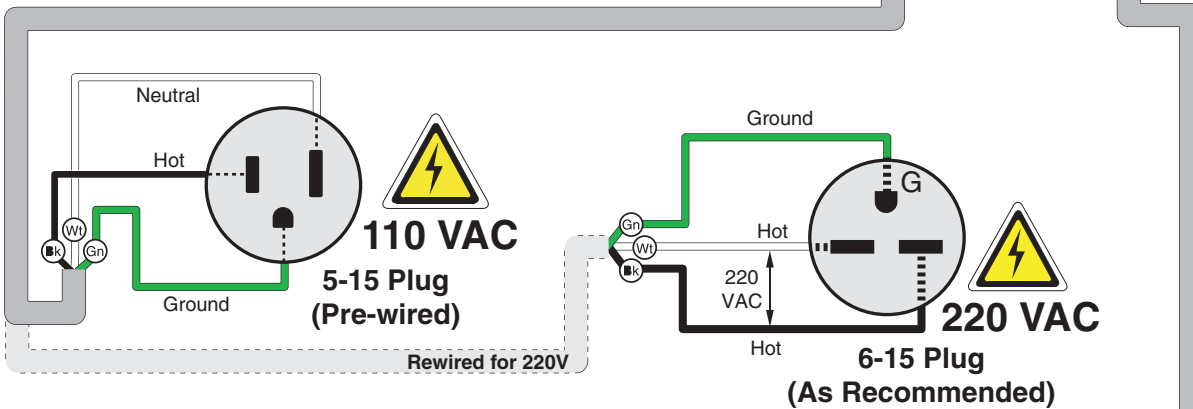 Neutral
Hot
Wt
Bk
Gn
Ground
110 VAC
5-15 Plug
(Pre-wired)
Rewired for 220V
Ground
G
Gn
Wt
Bk
Hot
220
VAC
Hot
220 VAC
6-15 Plug
(As Recommended)